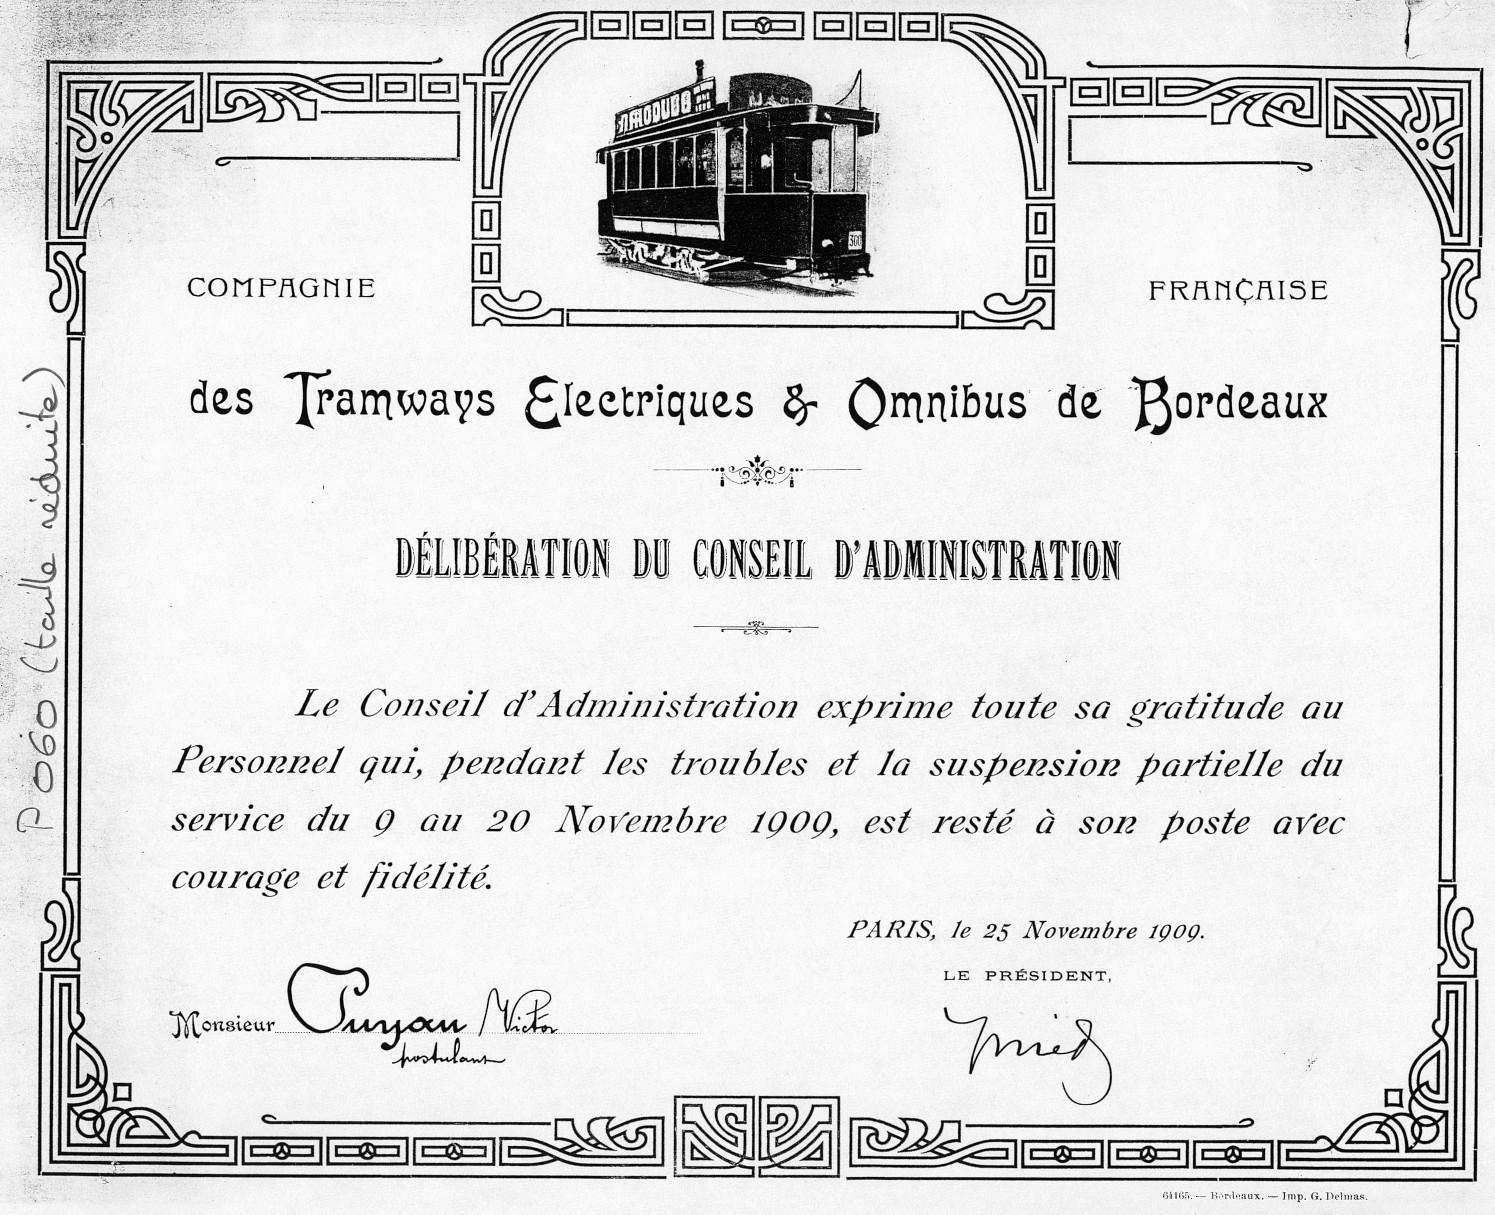 COMPAGNIE FRANÇAISE
des Tramways Electriques & Omnibus de Bordeaux
DÉLIBÉRATION DU CONSEIL D'ADMINISTRATION
Le Conseil d'Administration exprime toute sa gratitude au
Personnel qui, pendant les troubles et la suspension partielle du
service du 9 au 20 Novembre 1909, est resté à son poste avec
courage et fidélité.
PARIS, le 25 Novembre 1909.
LE PRÉSIDENT,
Monsieur Puyau Victor
postulant
64165. — Bordeaux. — Imp. G. Delmas.
P 060 (taille réduite)
300